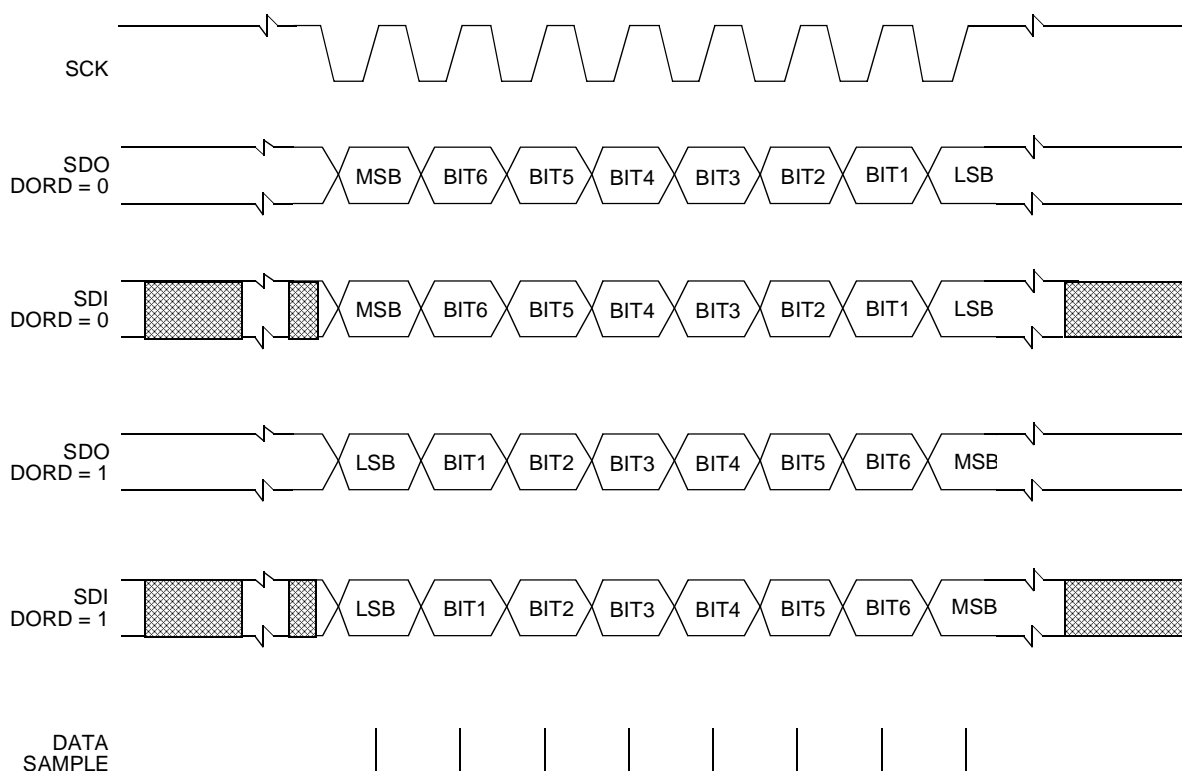 SCK
SDO
DORD = 0
MSB BIT6 BIT5 BIT4 BIT3 BIT2 BIT1 LSB
SDI
DORD = 0
MSB BIT6 BIT5 BIT4 BIT3 BIT2 BIT1 LSB
SDO
DORD = 1
LSB BIT1 BIT2 BIT3 BIT4 BIT5 BIT6 MSB
SDI
DORD = 1
LSB BIT1 BIT2 BIT3 BIT4 BIT5 BIT6 MSB
DATA
SAMPLE